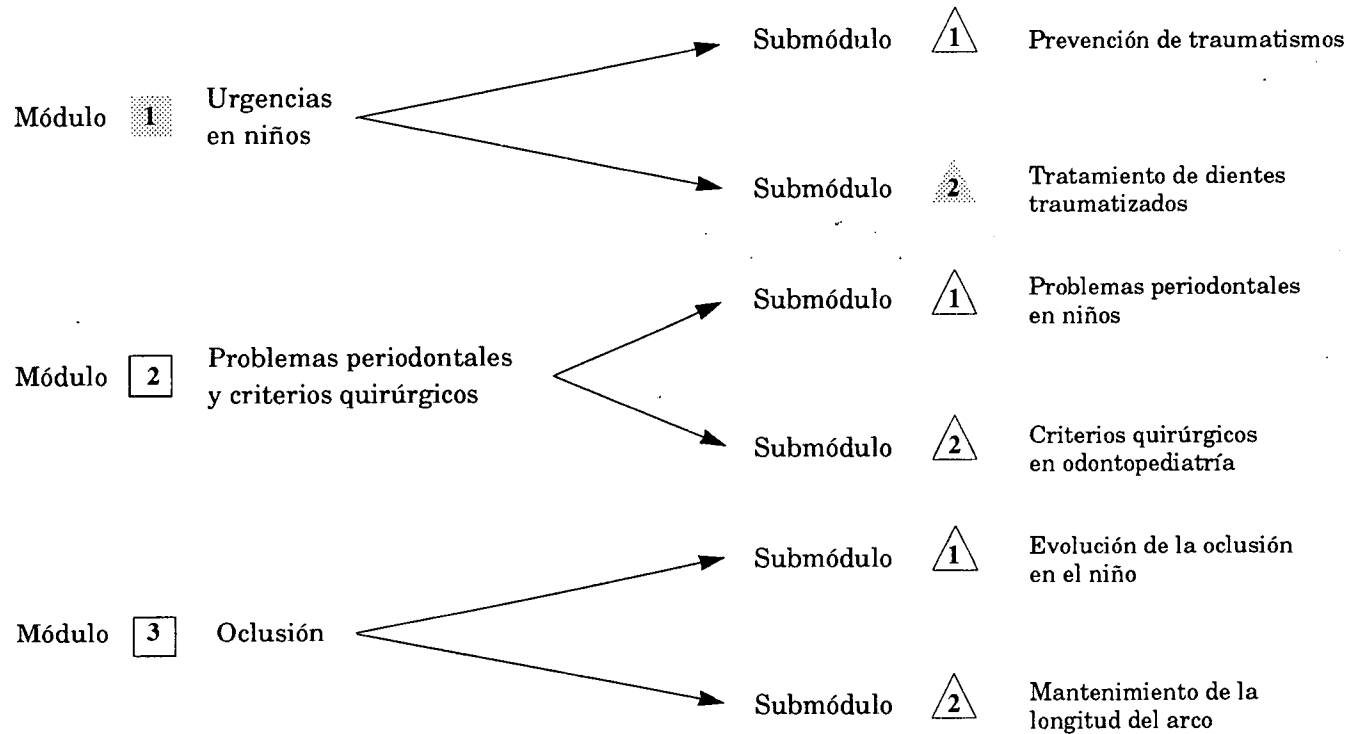 Submódulo 1 Prevención de traumatismos
Módulo 1 Urgencias
en niños
Submódulo 2 Tratamiento de dientes
traumatizados
Submódulo 1 Problemas periodontales
en niños
Módulo 2 Problemas periodontales
y criterios quirúrgicos
Submódulo 2 Criterios quirúrgicos
en odontopediatría
Submódulo 1 Evolución de la oclusión
en el niño
Módulo 3 Oclusión
Submódulo 2 Mantenimiento de la
longitud del arco